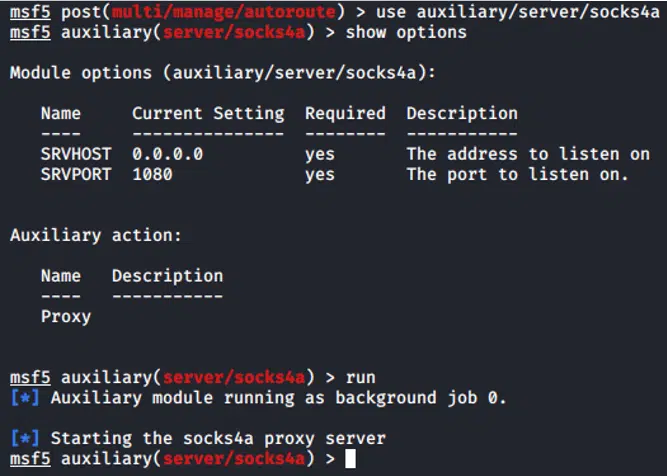 msf5 post(multi/manage/autoroute) > use auxiliary/server/socks4a
msf5 auxiliary(server/socks4a) > show options
Module options (auxiliary/server/socks4a):
Name Current Setting Required Description
---- --------------- -------- -----------
SRVHOST 0.0.0.0 yes The address to listen on
SRVPORT 1080 yes The port to listen on.
Auxiliary action:
Name Description
---- -----------
Proxy
msf5 auxiliary(server/socks4a) > run
[*] Auxiliary module running as background job 0.
[*] Starting the socks4a proxy server
msf5 auxiliary(server/socks4a) >